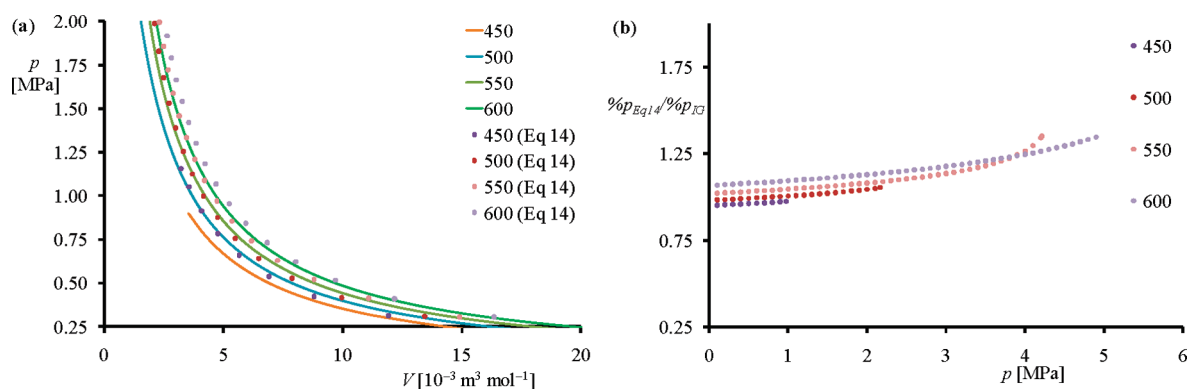 (a)
p
[MPa]
2.00
1.75
1.50
1.25
1.00
0.75
0.50
0.25
0
5
10
15
20
V [10⁻³ m³ mol⁻¹]
450
500
550
600
450 (Eq 14)
500 (Eq 14)
550 (Eq 14)
600 (Eq 14)
(b)
%pEq14/%pIG
1.75
1.25
0.75
0.25
0
1
2
3
4
5
6
p [MPa]
450
500
550
600